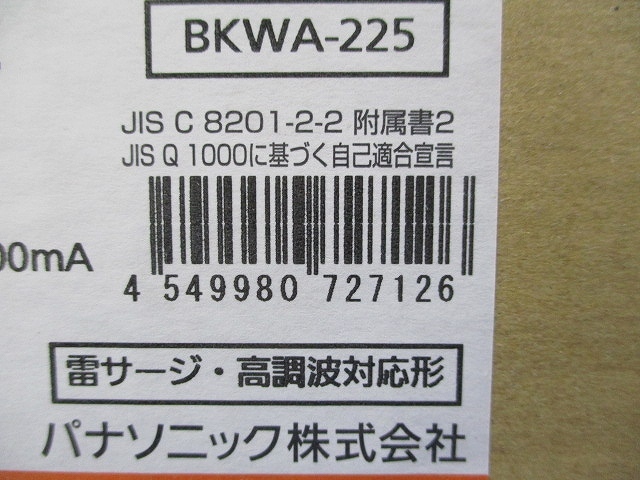 BKWA-225
JIS C 8201-2-2 附属書2
JIS Q 1000に基づく自己適合宣言
00mA
4 549980 727126
雷サージ・高調波対応形
パナソニック株式会社